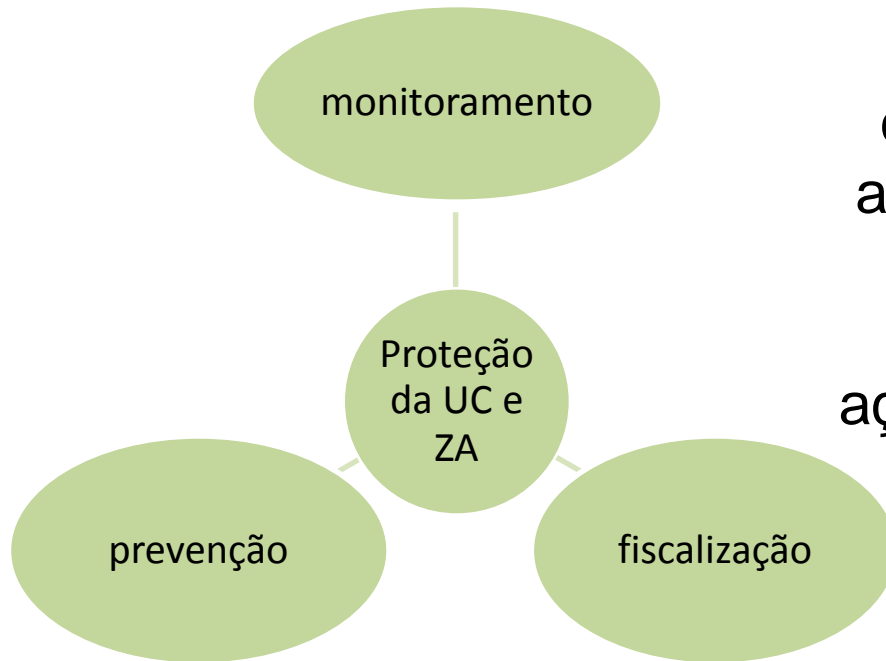 monitoramento
Proteção
da UC e
ZA
prevenção
fiscalização